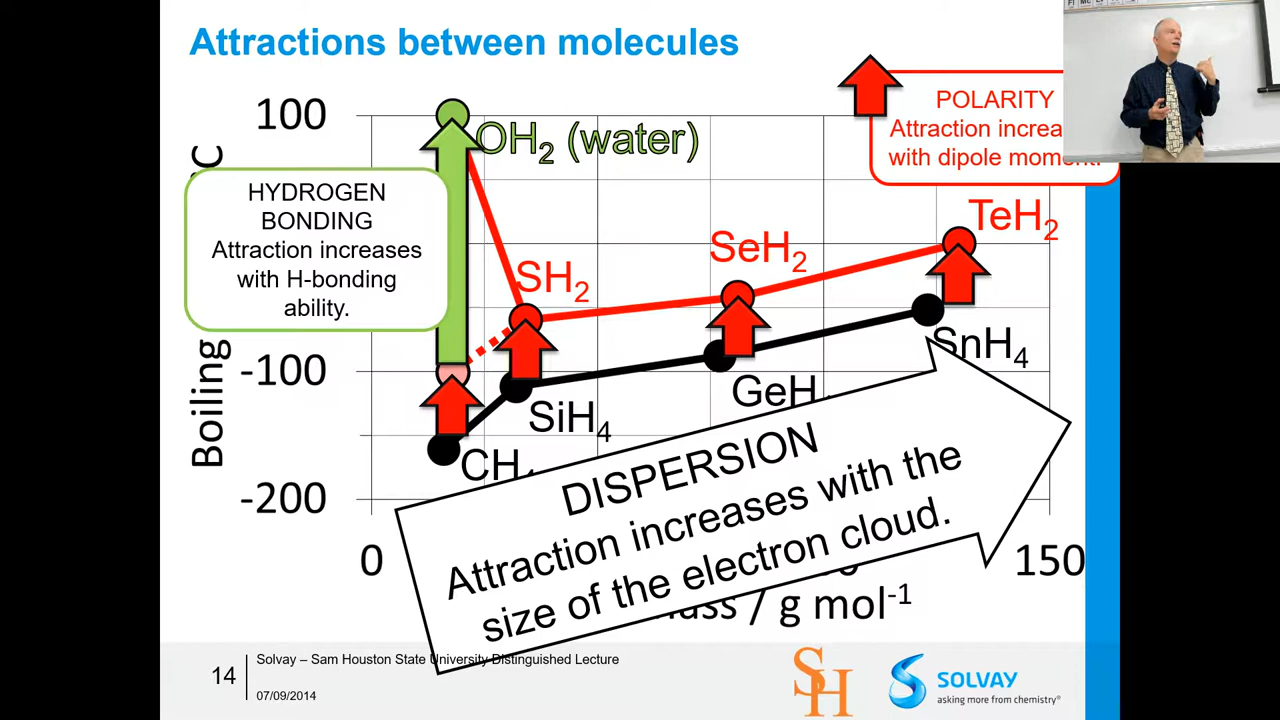 Attractions between molecules
100
OH2 (water)
POLARITY
Attraction
with dipole moment.
HYDROGEN
BONDING
Attraction increases
with H-bonding
ability.
TeH2
SeH2
SH2
Boiling
-100
SnH4
GeH
SiH4
CH4
-200
DISPERSION
Attraction increases with the
size of the electron cloud.
0
150
/ g mol-1
14
Solvay – Sam Houston State University Distinguished Lecture
07/09/2014
SH
SOLVAY
asking more from chemistry®